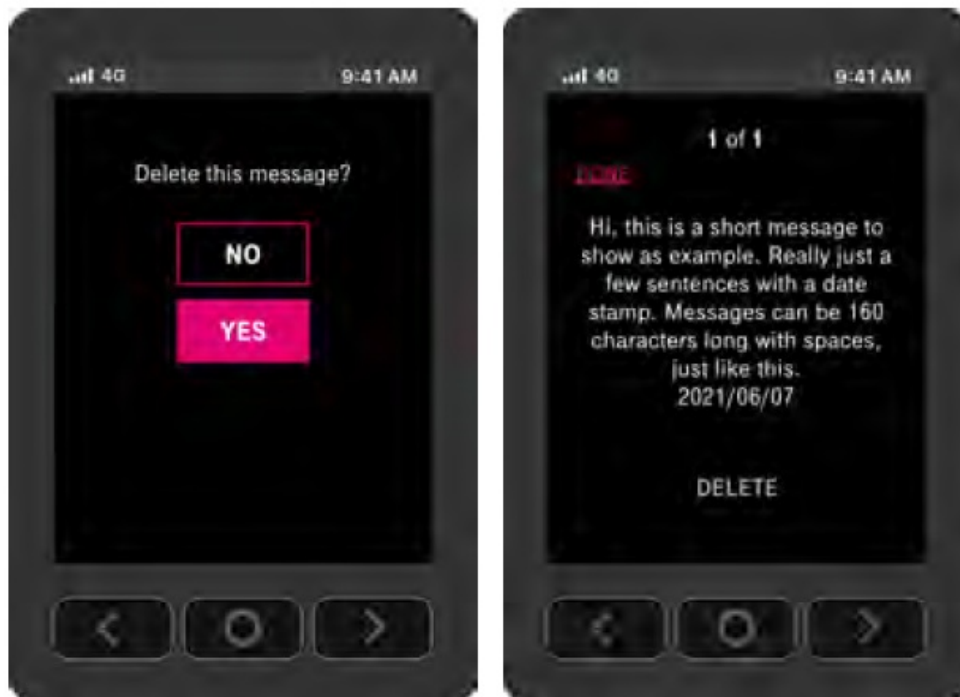 4G
9:41 AM
Delete this message?
NO
YES
4G
9:41 AM
1 of 1
DONE
Hi, this is a short message to
show as example. Really just a
few sentences with a date
stamp. Messages can be 160
characters long with spaces,
just like this.
2021/06/07
DELETE